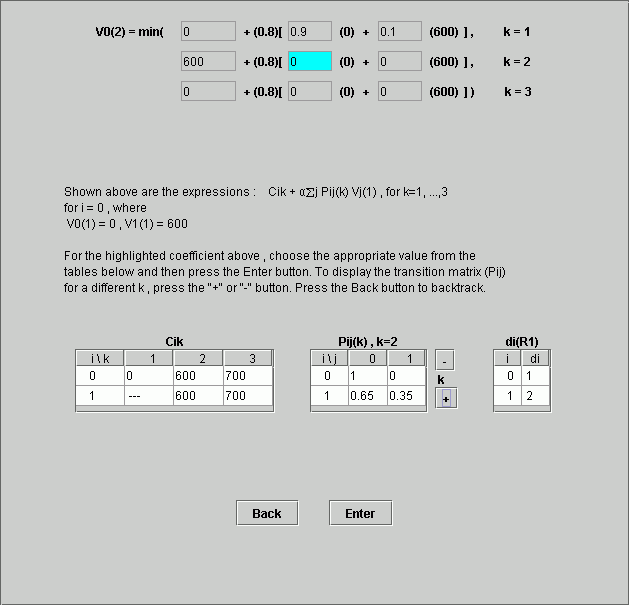 V0(2) = min( 0 + (0.8)[ 0.9 (0) + 0.1 (600) ] , k = 1
600 + (0.8)[ 0 (0) + 0 (600) ] , k = 2
0 + (0.8)[ 0 (0) + 0 (600) ] ) k = 3
Shown above are the expressions : Cik + α∑j Pij(k) Vj(1) , for k=1, ...,3
for i = 0 , where
V0(1) = 0 , V1(1) = 600
For the highlighted coefficient above , choose the appropriate value from the
tables below and then press the Enter button. To display the transition matrix (Pij)
for a different k , press the "+" or "-" button. Press the Back button to backtrack.
Cik Pij(k) , k=2 di(R1)
i \ k 1 2 3 i \ j 0 1 - i di
0 0 600 700 0 1 0 k 0 1
1 --- 600 700 1 0.65 0.35 + 1 2
Back Enter